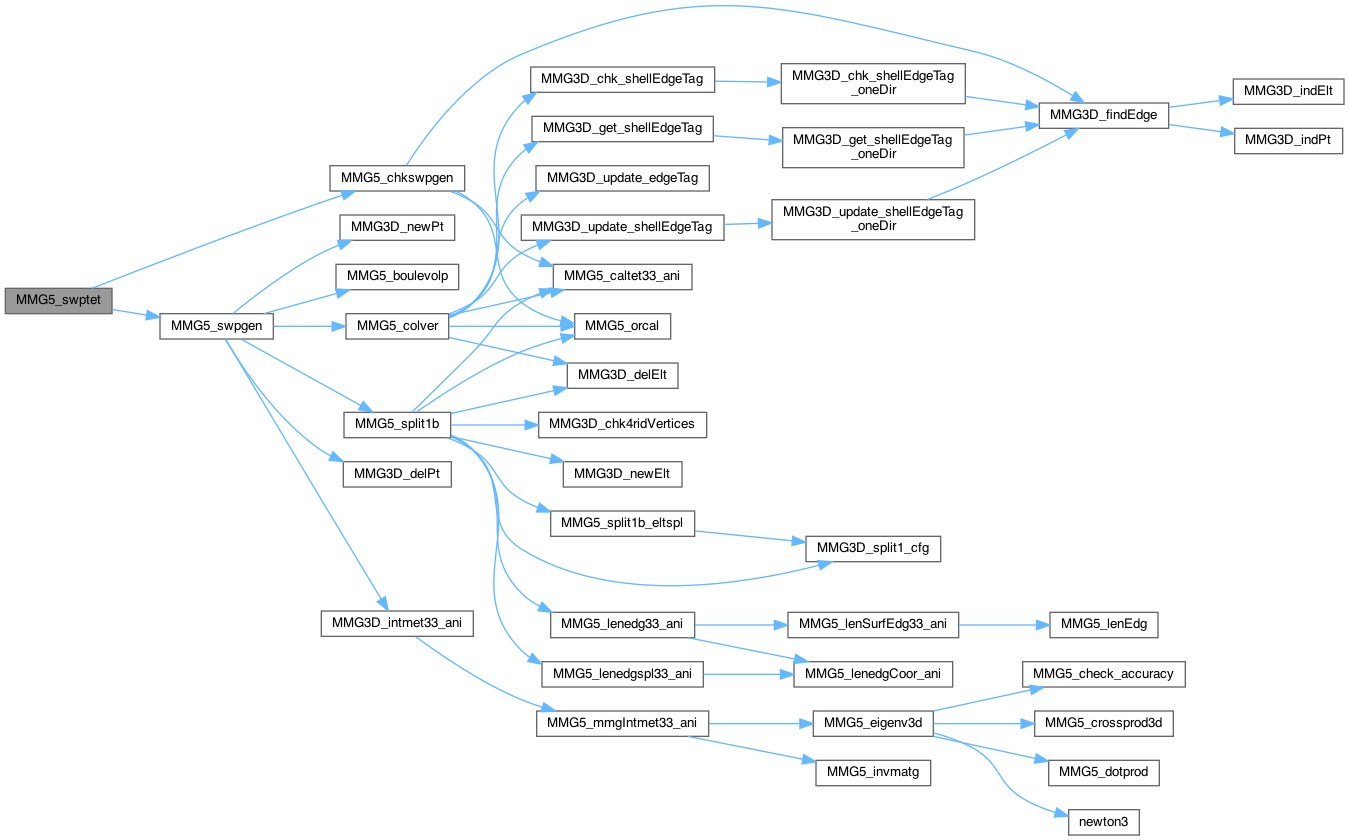 MMG5_swptet
MMG5_chkswpgen
MMG5_swpgen
MMG3D_newPt
MMG5_boulevolp
MMG5_colver
MMG5_split1b
MMG3D_delPt
MMG3D_intmet33_ani
MMG3D_chk_shellEdgeTag
MMG3D_get_shellEdgeTag
MMG3D_update_edgeTag
MMG3D_update_shellEdgeTag
MMG5_caltet33_ani
MMG5_orcal
MMG3D_delElt
MMG3D_chk4ridVertices
MMG3D_newElt
MMG5_split1b_eltspl
MMG5_lenedg33_ani
MMG5_lenedgspl33_ani
MMG5_mmgIntmet33_ani
MMG3D_chk_shellEdgeTag
_oneDir
MMG3D_get_shellEdgeTag
_oneDir
MMG3D_update_shellEdgeTag
_oneDir
MMG3D_split1_cfg
MMG5_lenSurfEdg33_ani
MMG5_lenedgCoor_ani
MMG5_eigenv3d
MMG5_invmatg
MMG3D_findEdge
MMG5_lenEdg
MMG5_check_accuracy
MMG5_crossprod3d
MMG5_dotprod
newton3
MMG3D_indElt
MMG3D_indPt